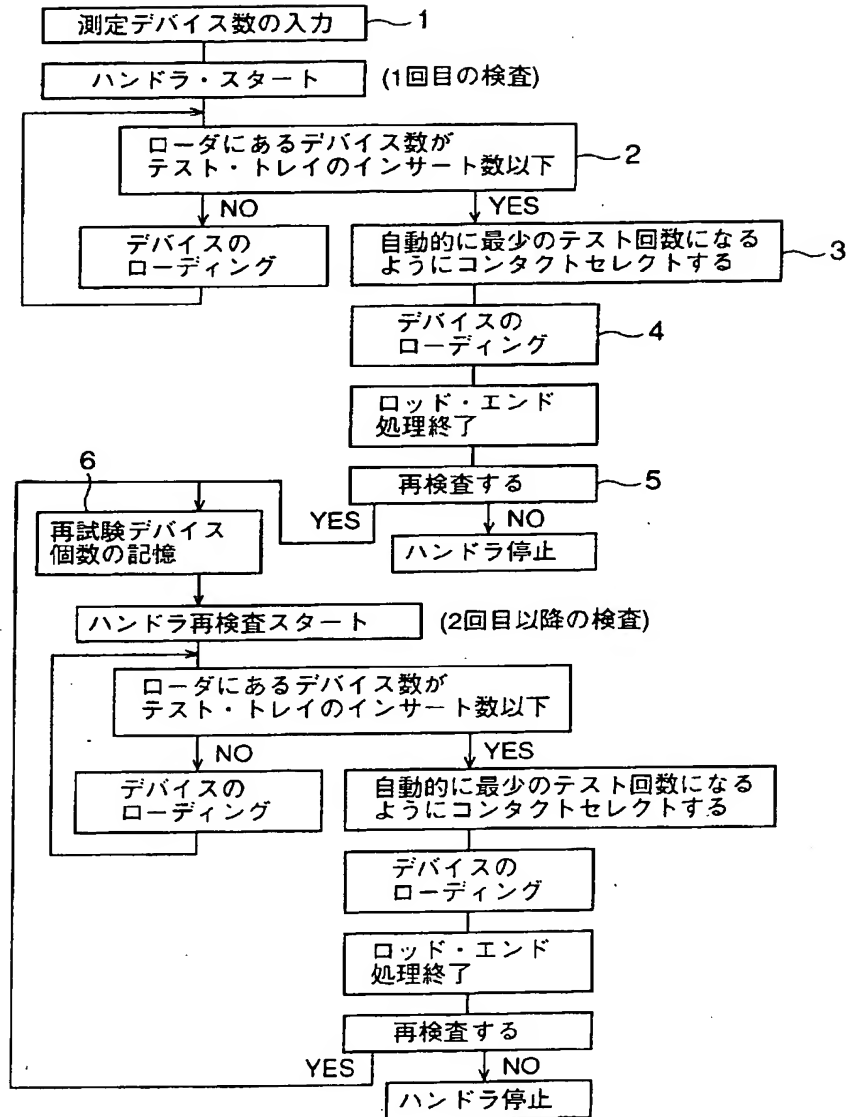 測定デバイス数の入力 1
ハンドラ・スタート (1回目の検査)
ローダにあるデバイス数が
テスト・トレイのインサート数以下 2
NO YES
デバイスの
ローディング
自動的に最少のテスト回数になる
ようにコンタクトセレクトする 3
デバイスの
ローディング 4
ロッド・エンド
処理終了
再検査する 5
YES NO
ハンドラ停止
6
再試験デバイス
個数の記憶
ハンドラ再検査スタート (2回目以降の検査)
ローダにあるデバイス数が
テスト・トレイのインサート数以下
NO YES
デバイスの
ローディング
自動的に最少のテスト回数になる
ようにコンタクトセレクトする
デバイスの
ローディング
ロッド・エンド
処理終了
再検査する
YES NO
ハンドラ停止